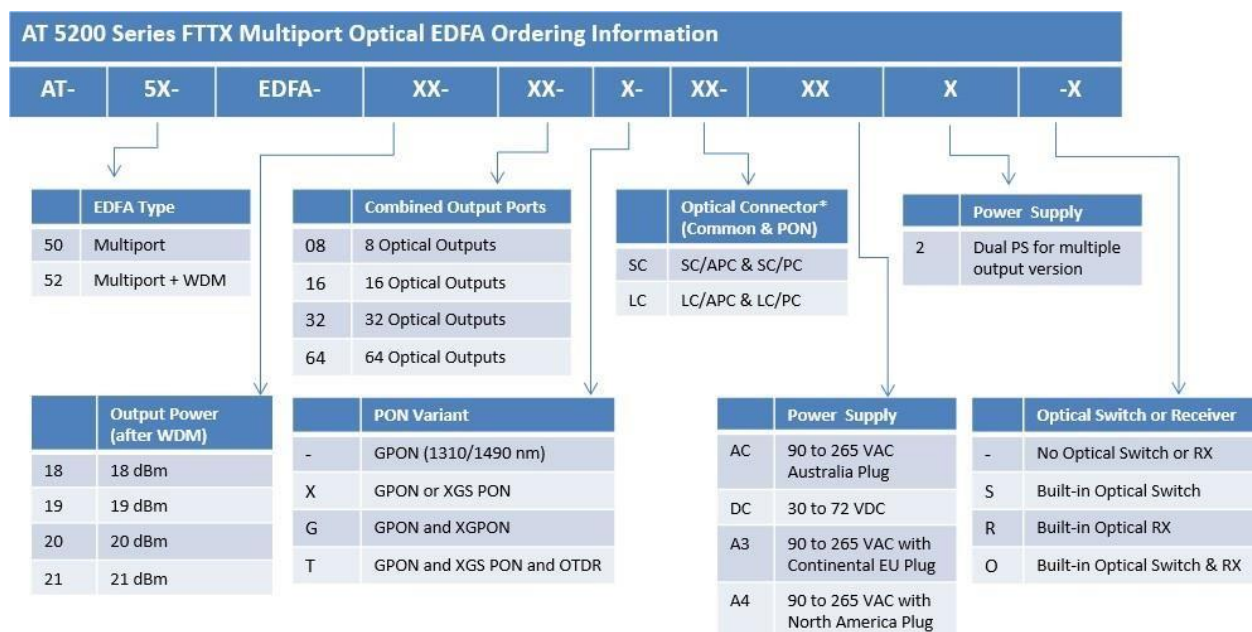 AT 5200 Series FTTX Multiport Optical EDFA Ordering Information
AT- 5X- EDFA- XX- XX- X- XX- XX X -X
EDFA Type
50 Multiport
52 Multiport + WDM
Combined Output Ports
08 8 Optical Outputs
16 16 Optical Outputs
32 32 Optical Outputs
64 64 Optical Outputs
Optical Connector*
(Common & PON)
SC SC/APC & SC/PC
LC LC/APC & LC/PC
Power Supply
2 Dual PS for multiple
output version
Output Power
(after WDM)
18 18 dBm
19 19 dBm
20 20 dBm
21 21 dBm
PON Variant
- GPON (1310/1490 nm)
X GPON or XGS PON
G GPON and XGPON
T GPON and XGS PON and OTDR
Power Supply
AC 90 to 265 VAC
Australia Plug
DC 30 to 72 VDC
A3 90 to 265 VAC with
Continental EU Plug
A4 90 to 265 VAC with
North America Plug
Optical Switch or Receiver
- No Optical Switch or RX
S Built-in Optical Switch
R Built-in Optical RX
O Built-in Optical Switch & RX